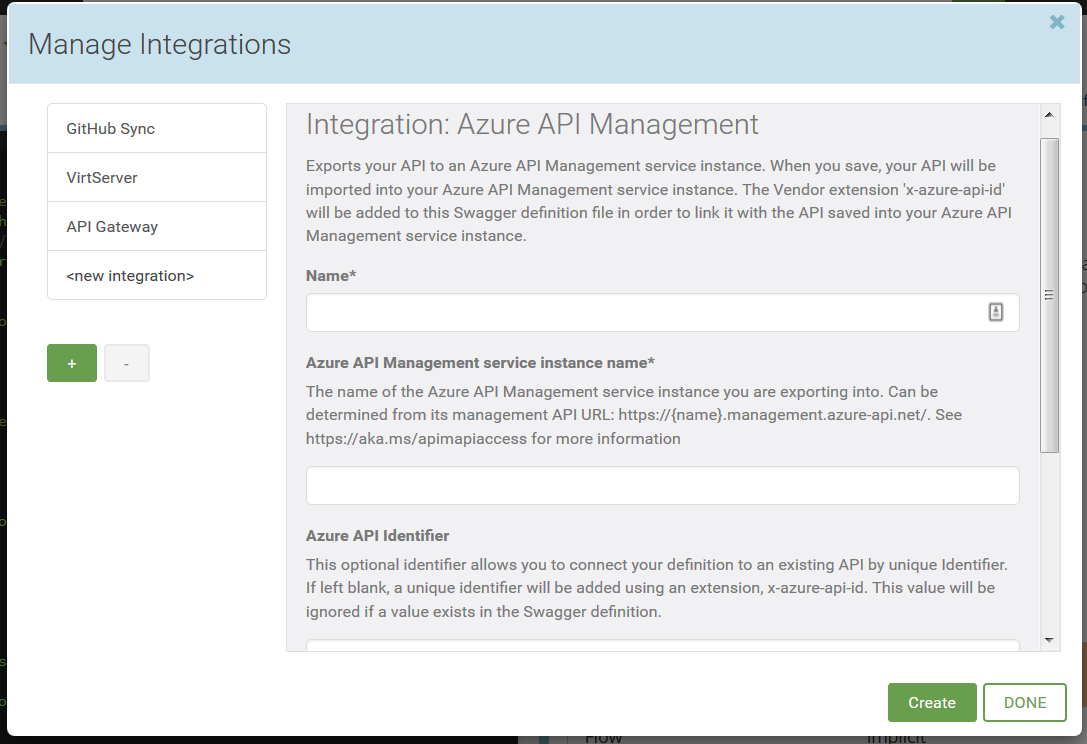 Manage Integrations
GitHub Sync
VirtServer
API Gateway
<new integration>
+
-
Integration: Azure API Management
Exports your API to an Azure API Management service instance. When you save, your API will be
imported into your Azure API Management service instance. The Vendor extension 'x-azure-api-id'
will be added to this Swagger definition file in order to link it with the API saved into your Azure API
Management service instance.
Name*
Azure API Management service instance name*
The name of the Azure API Management service instance you are exporting into. Can be
determined from its management API URL: https://{name}.management.azure-api.net/. See
https://aka.ms/apimapiaccess for more information
Azure API Identifier
This optional identifier allows you to connect your definition to an existing API by unique Identifier.
If left blank, a unique identifier will be added using an extension, x-azure-api-id. This value will be
ignored if a value exists in the Swagger definition.
Create
DONE
Flow
Implicit